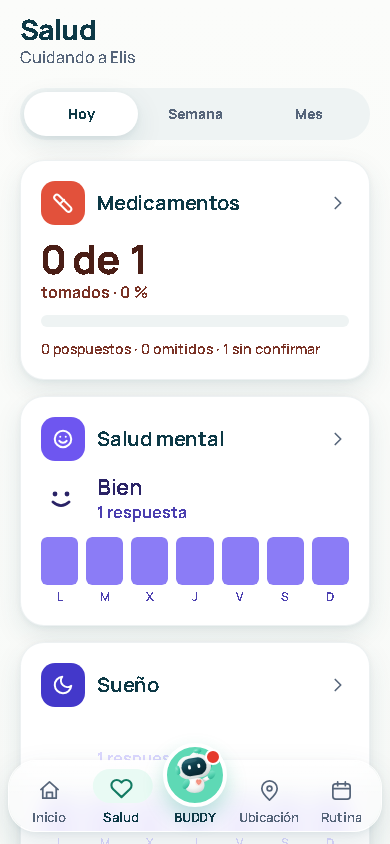 Salud
Cuidando a Elis
Hoy Semana Mes
Medicamentos
0 de 1
tomados · 0 %
0 pospuestos · 0 omitidos · 1 sin confirmar
Salud mental
Bien
1 respuesta
L M X J V S D
Sueño
1 respues
Inicio Salud BUDDY Ubicación Rutina
L M X J V S D